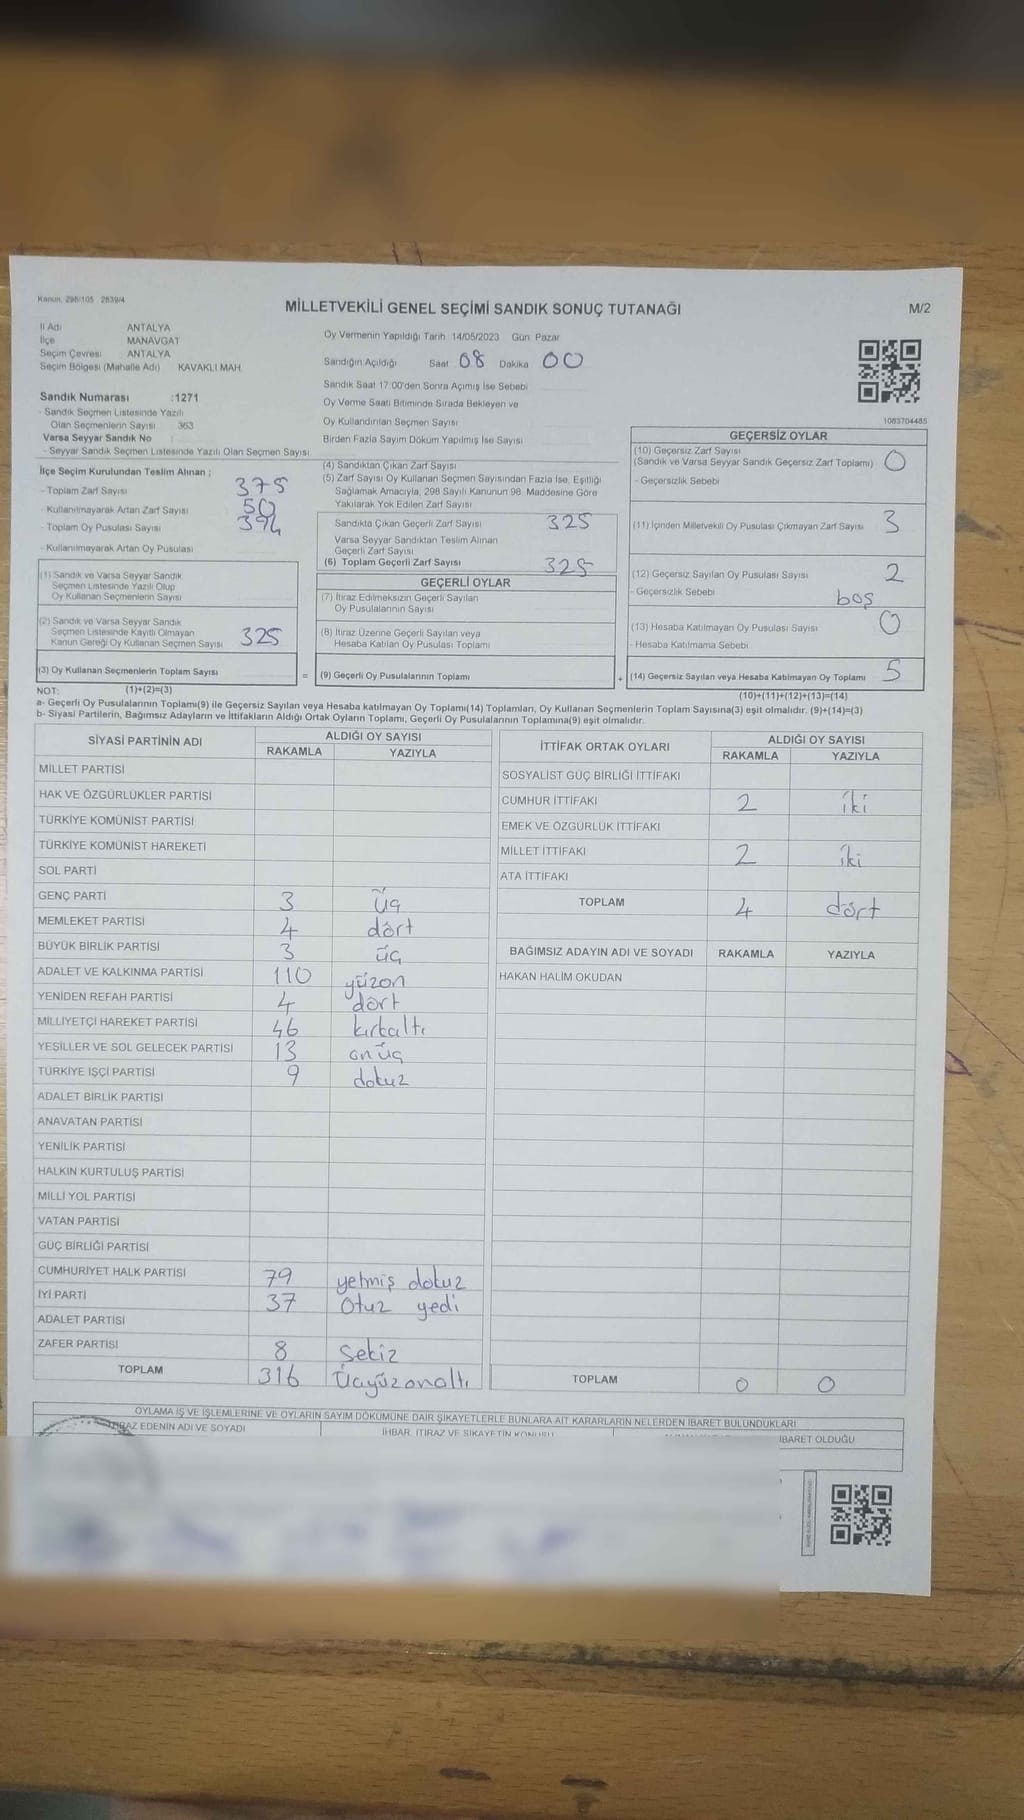 Kanun. 298/105 2839/4
MİLLETVEKİLİ GENEL SEÇİMİ SANDIK SONUÇ TUTANAĞI
M/2
İl Adı ANTALYA
İlçe MANAVGAT
Seçim Çevresi ANTALYA
Seçim Bölgesi (Mahalle Adı) KAVAKLI MAH.
Sandık Numarası :1271
- Sandık Seçmen Listesinde Yazılı
Olan Seçmenlerin Sayısı 363
Varsa Seyyar Sandık No :
- Seyyar Sandık Seçmen Listesinde Yazılı Olan Seçmen Sayısı
Oy Vermenin Yapıldığı Tarih 14/05/2023 Gün Pazar
Sandığın Açıldığı Saat 08 Dakika 00
Sandık Saat 17:00'den Sonra Açımış İse Sebebi
Oy Verme Saati Bitiminde Sırada Bekleyen ve
Oy Kullandırılan Seçmen Sayısı
Birden Fazla Sayım Döküm Yapılmış İse Sayısı
1083704485
İlçe Seçim Kurulundan Teslim Alınan ;
- Toplam Zarf Sayısı 375
- Kullanılmayarak Artan Zarf Sayısı 50
- Toplam Oy Pusulası Sayısı
- Kullanılmayarak Artan Oy Pusulası
(1) Sandık ve Varsa Seyyar Sandık
Seçmen Listesinde Yazılı Olup
Oy Kullanan Seçmenlerin Sayısı
(2) Sandık ve Varsa Seyyar Sandık
Seçmen Listesinde Kayıtlı Olmayan
Kanun Gereği Oy Kullanan Seçmen Sayısı 325
(3) Oy Kullanan Seçmenlerin Toplam Sayısı =
(4) Sandıktan Çıkan Zarf Sayısı
(5) Zarf Sayısı Oy Kullanan Seçmen Sayısından Fazla İse, Eşitliği
Sağlamak Amacıyla, 298 Sayılı Kanunun 98. Maddesine Göre
Yakılarak Yok Edilen Zarf Sayısı
Sandıkta Çıkan Geçerli Zarf Sayısı 325
Varsa Seyyar Sandıktan Teslim Alınan
Geçerli Zarf Sayısı
(6) Toplam Geçerli Zarf Sayısı 325
GEÇERLİ OYLAR
(7) İtiraz Edilmeksizin Geçerli Sayılan
Oy Pusulalarının Sayısı
(8) İtiraz Üzerine Geçerli Sayılan veya
Hesaba Katılan Oy Pusulası Toplamı
(9) Geçerli Oy Pusulalarının Toplamı +
GEÇERSİZ OYLAR
(10) Geçersiz Zarf Sayısı
(Sandık ve Varsa Seyyar Sandık Geçersiz Zarf Toplamı) 0
- Geçersizlik Sebebi
(11) İçinden Milletvekili Oy Pusulası Çıkmayan Zarf Sayısı 3
(12) Geçersiz Sayılan Oy Pusulası Sayısı 2
- Geçersizlik Sebebi boş
(13) Hesaba Katılmayan Oy Pusulası Sayısı 0
- Hesaba Katılmama Sebebi
(14) Geçersiz Sayılan veya Hesaba Katılmayan Oy Toplamı 5
NOT: (1)+(2)=(3) (10)+(11)+(12)+(13)=(14)
a- Geçerli Oy Pusulalarının Toplamı(9) ile Geçersiz Sayılan veya Hesaba katılmayan Oy Toplamı(14) Toplamları, Oy Kullanan Seçmenlerin Toplam Sayısına(3) eşit olmalıdır. (9)+(14)=(3)
b- Siyasi Partilerin, Bağımsız Adayların ve İttifakların Aldığı Ortak Oyların Toplamı, Geçerli Oy Pusulalarının Toplamına(9) eşit olmalıdır.
SİYASİ PARTİNİN ADI ALDIĞI OY SAYISI
RAKAMLA YAZIYLA
MİLLET PARTİSİ
HAK VE ÖZGÜRLÜKLER PARTİSİ
TÜRKİYE KOMÜNİST PARTİSİ
TÜRKİYE KOMÜNİST HAREKETİ
SOL PARTİ
GENÇ PARTİ 3 üç
MEMLEKET PARTİSİ 4 dört
BÜYÜK BİRLİK PARTİSİ 3 üç
ADALET VE KALKINMA PARTİSİ 110 yüzon
YENİDEN REFAH PARTİSİ 4 dört
MİLLİYETÇİ HAREKET PARTİSİ 46 kırkaltı
YEŞİLLER VE SOL GELECEK PARTİSİ 13 onüç
TÜRKİYE İŞÇİ PARTİSİ 9 dokuz
ADALET BİRLİK PARTİSİ
ANAVATAN PARTİSİ
YENİLİK PARTİSİ
HALKIN KURTULUŞ PARTİSİ
MİLLİ YOL PARTİSİ
VATAN PARTİSİ
GÜÇ BİRLİĞİ PARTİSİ
CUMHURİYET HALK PARTİSİ 79 yetmiş dokuz
İYİ PARTİ 37 Otuz yedi
ADALET PARTİSİ
ZAFER PARTİSİ 8 Sekiz
TOPLAM 316 Üçyüzonaltı
İTTİFAK ORTAK OYLARI ALDIĞI OY SAYISI
RAKAMLA YAZIYLA
SOSYALİST GÜÇ BİRLİĞİ İTTİFAKI
CUMHUR İTTİFAKI 2 iki
EMEK VE ÖZGÜRLÜK İTTİFAKI
MİLLET İTTİFAKI 2 iki
ATA İTTİFAKI
TOPLAM 4 dört
BAĞIMSIZ ADAYIN ADI VE SOYADI RAKAMLA YAZIYLA
HAKAN HALİM OKUDAN
TOPLAM 0 0
OYLAMA İŞ VE İŞLEMLERİNE VE OYLARIN SAYIM DÖKÜMÜNE DAİR ŞİKAYETLERLE BUNLARA AİT KARARLARIN NELERDEN İBARET BULUNDUKLARI
İTİRAZ EDENİN ADI VE SOYADI İHBAR, İTİRAZ VE ŞİKAYETİN KONUSU İBARET OLDUĞU